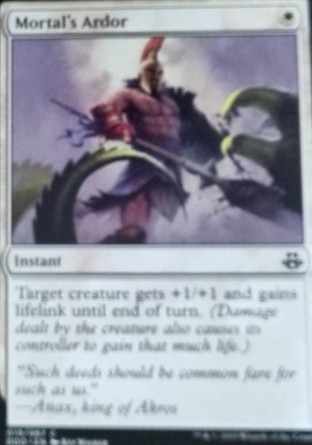 Mortal's Ardor
Instant
Target creature gets +1/+1 and gains
lifelink until end of turn. (Damage
dealt by the creature also causes its
controller to gain that much life.)
"Such deeds should be common fare for
such as us."
—Anax, king of Akros